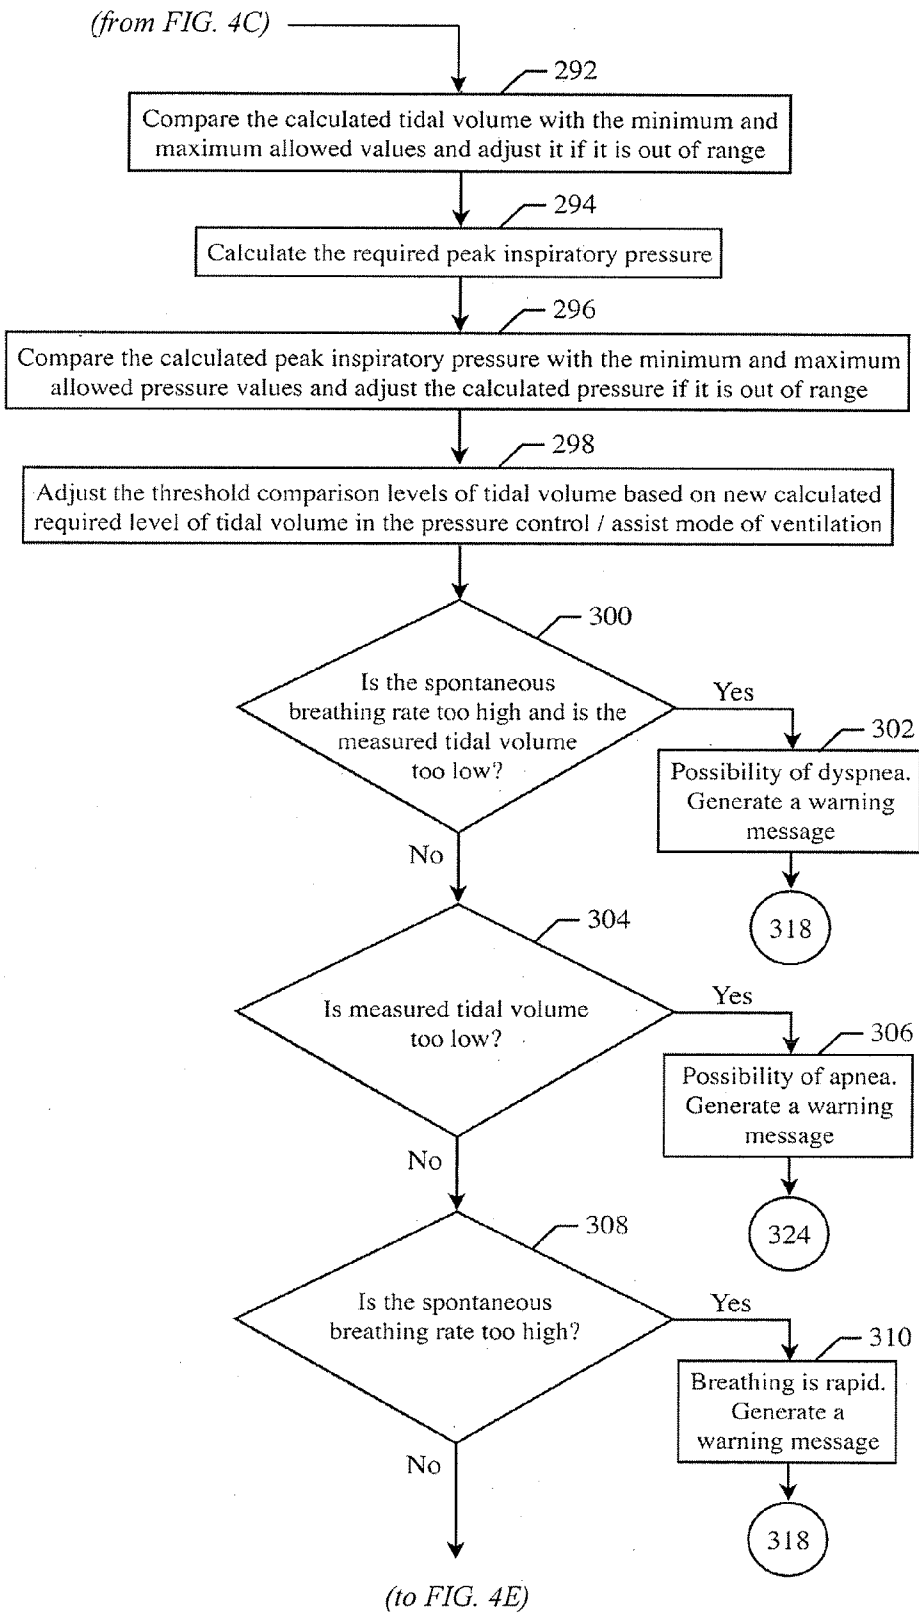 (from FIG. 4C)
292
Compare the calculated tidal volume with the minimum and
maximum allowed values and adjust it if it is out of range
294
Calculate the required peak inspiratory pressure
296
Compare the calculated peak inspiratory pressure with the minimum and maximum
allowed pressure values and adjust the calculated pressure if it is out of range
298
Adjust the threshold comparison levels of tidal volume based on new calculated
required level of tidal volume in the pressure control / assist mode of ventilation
300
Is the spontaneous
breathing rate too high and is the
measured tidal volume
too low?
Yes
302
Possibility of dyspnea.
Generate a warning
message
318
No
304
Is measured tidal volume
too low?
Yes
306
Possibility of apnea.
Generate a warning
message
324
No
308
Is the spontaneous
breathing rate too high?
Yes
310
Breathing is rapid.
Generate a
warning message
318
No
(to FIG. 4E)